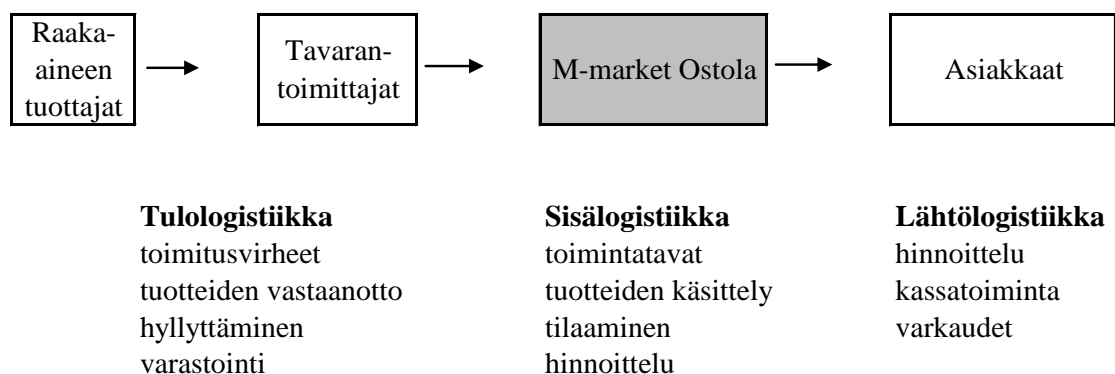 Raaka-
aineen
tuottajat
Tavaran-
toimittajat
M-market Ostola
Asiakkaat
Tulologistiikka
toimitusvirheet
tuotteiden vastaanotto
hyllyttäminen
varastointi
Sisälogistiikka
toimintatavat
tuotteiden käsittely
tilaaminen
hinnoittelu
Lähtölogistiikka
hinnoittelu
kassatoiminta
varkaudet